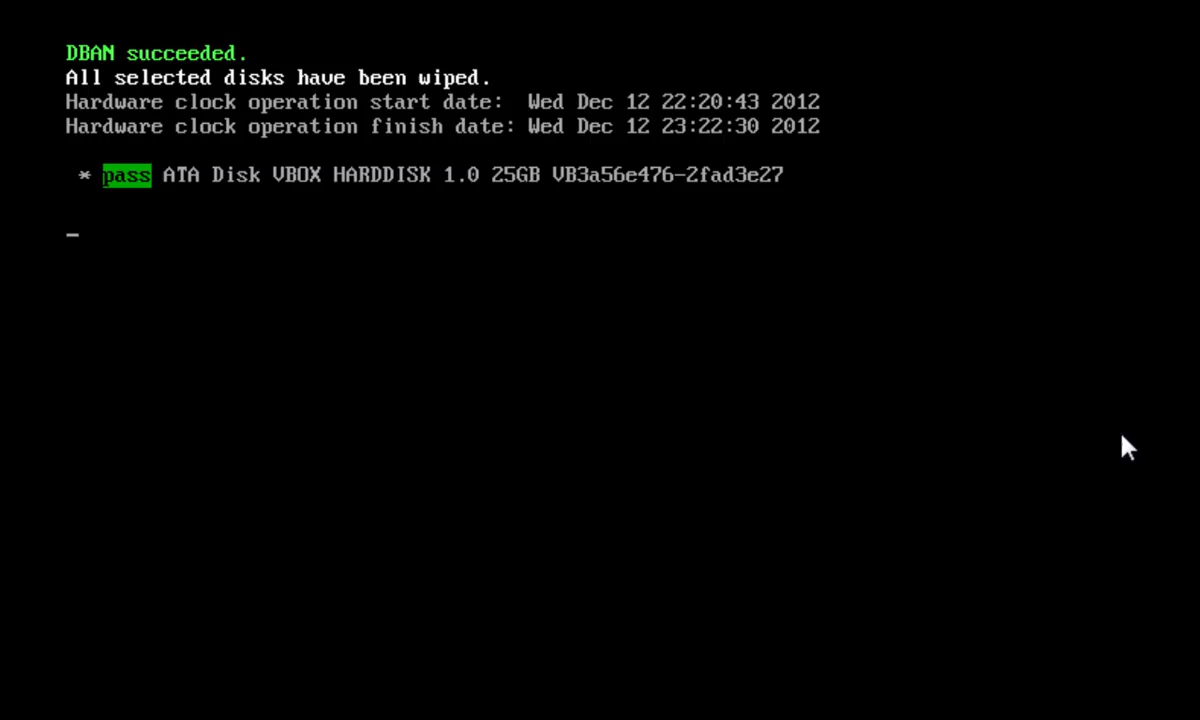 DBAN succeeded.
All selected disks have been wiped.
Hardware clock operation start date:  Wed Dec 12 22:20:43 2012
Hardware clock operation finish date: Wed Dec 12 23:22:30 2012
* pass ATA Disk VBOX HARDDISK 1.0 25GB VB3a56e476-2fad3e27